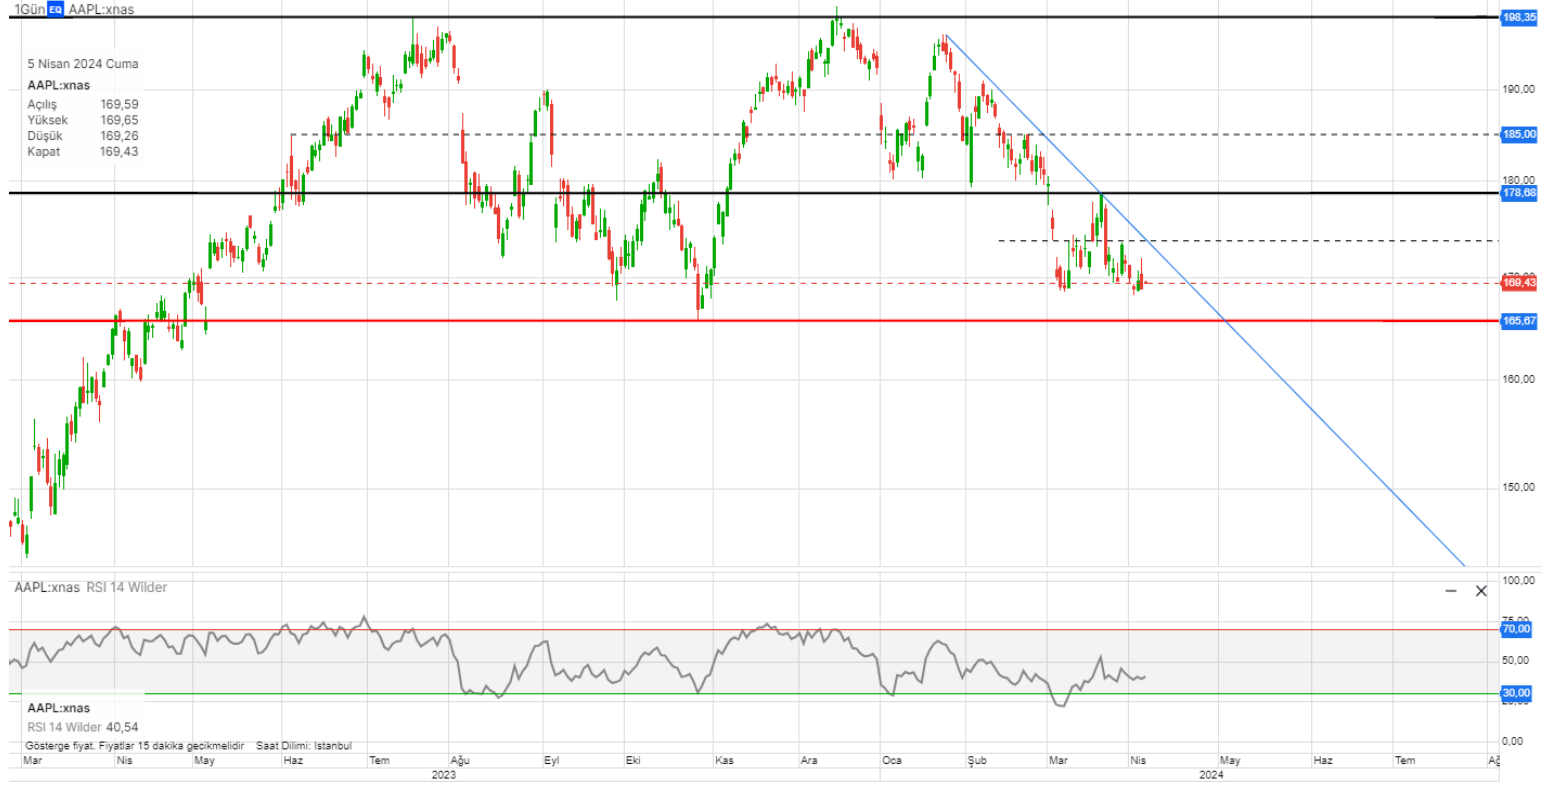 1Gün EQ AAPL:xnas
198,35
5 Nisan 2024 Cuma
AAPL:xnas
Açılış 169,59
Yüksek 169,65
Düşük 169,26
Kapat 169,43
190,00
185,00
180,00
178,68
169,43
165,67
160,00
150,00
AAPL:xnas RSI 14 Wilder
100,00
70,00
50,00
30,00
0,00
AAPL:xnas
RSI 14 Wilder 40,54
Gösterge fiyat. Fiyatlar 15 dakika gecikmelidir Saat Dilimi: Istanbul
Mar Nis May Haz Tem Ağu Eyl Eki Kas Ara Oca Şub Mar Nis May Haz Tem
2023 2024